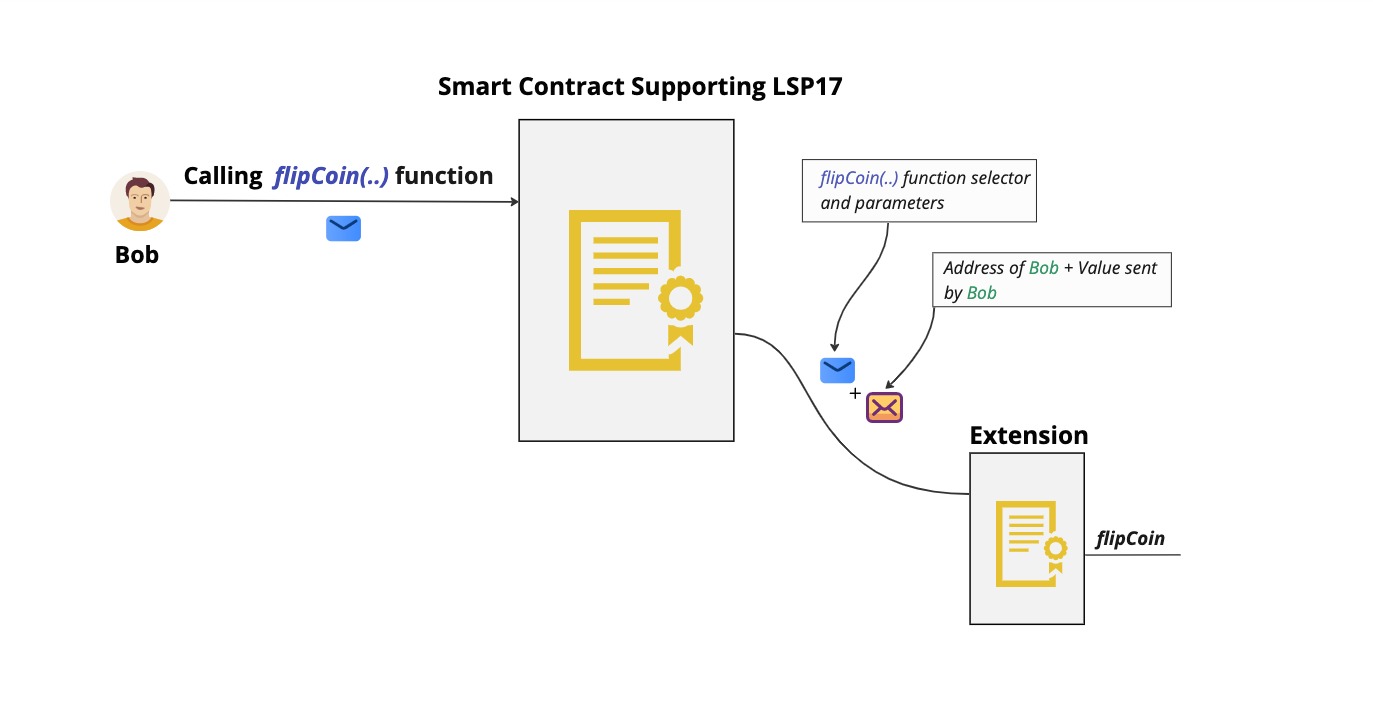 Smart Contract Supporting LSP17
Calling flipCoin(..) function
Bob
flipCoin(..) function selector
and parameters
Address of Bob + Value sent
by Bob
+
Extension
flipCoin